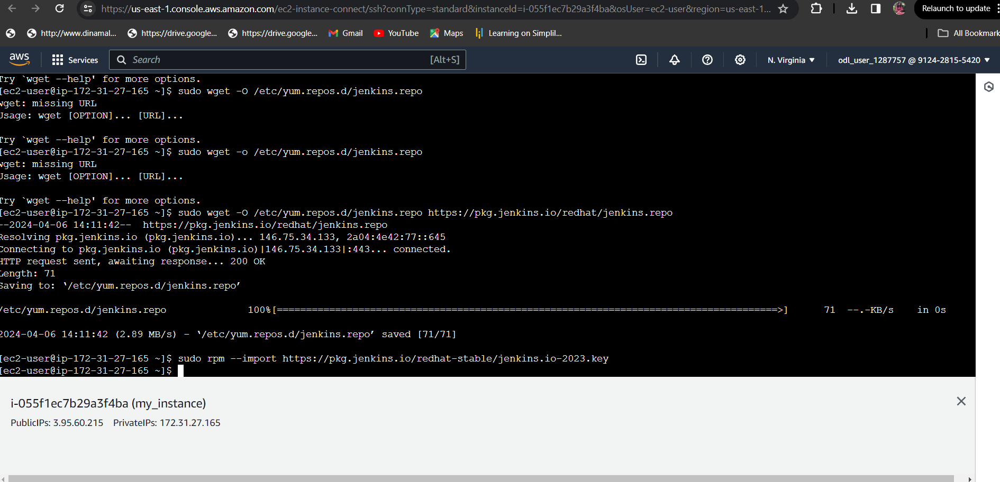 https://us-east-1.console.aws.amazon.com/ec2-instance-connect/ssh?connType=standard&instanceId=i-055f1ec7b29a3f4ba&osUser=ec2-user&region=us-east-1...
Relaunch to update
http://www.dinamal... https://drive.google... https://drive.google... Gmail YouTube Maps Learning on Simplil... All Bookmark
aws Services Search [Alt+S] N. Virginia odl_user_1287757 @ 9124-2815-5420
Try `wget --help' for more options.
[ec2-user@ip-172-31-27-165 ~]$ sudo wget -O /etc/yum.repos.d/jenkins.repo
wget: missing URL
Usage: wget [OPTION]... [URL]...
Try `wget --help' for more options.
[ec2-user@ip-172-31-27-165 ~]$ sudo wget -o /etc/yum.repos.d/jenkins.repo
wget: missing URL
Usage: wget [OPTION]... [URL]...
Try `wget --help' for more options.
[ec2-user@ip-172-31-27-165 ~]$ sudo wget -O /etc/yum.repos.d/jenkins.repo https://pkg.jenkins.io/redhat/jenkins.repo
--2024-04-06 14:11:42-- https://pkg.jenkins.io/redhat/jenkins.repo
Resolving pkg.jenkins.io (pkg.jenkins.io)... 146.75.34.133, 2a04:4e42:77::645
Connecting to pkg.jenkins.io (pkg.jenkins.io)|146.75.34.133|:443... connected.
HTTP request sent, awaiting response... 200 OK
Length: 71
Saving to: ‘/etc/yum.repos.d/jenkins.repo’
/etc/yum.repos.d/jenkins.repo 100%[======================================================================================>] 71 --.-KB/s in 0s
2024-04-06 14:11:42 (2.89 MB/s) - ‘/etc/yum.repos.d/jenkins.repo’ saved [71/71]
[ec2-user@ip-172-31-27-165 ~]$ sudo rpm --import https://pkg.jenkins.io/redhat-stable/jenkins.io-2023.key
[ec2-user@ip-172-31-27-165 ~]$
i-055f1ec7b29a3f4ba (my_instance)
PublicIPs: 3.95.60.215 PrivateIPs: 172.31.27.165